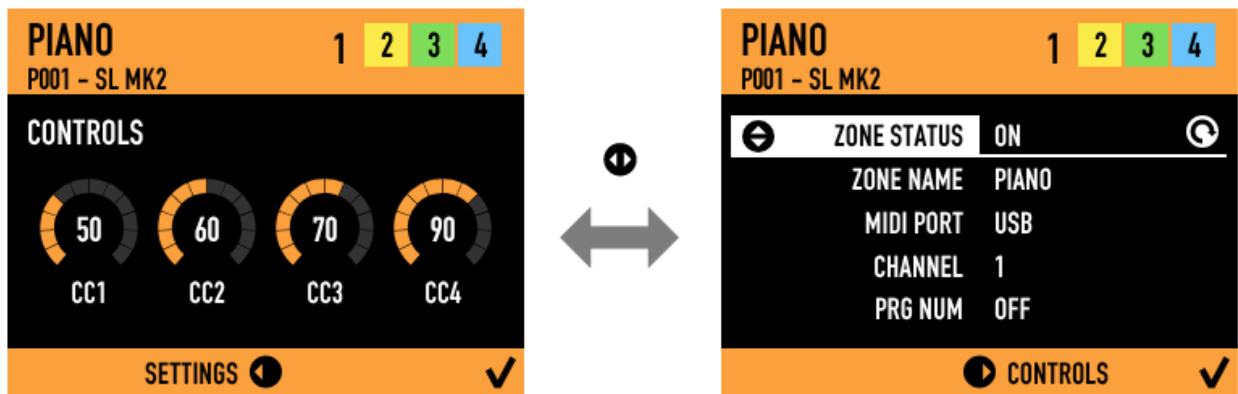 PIANO
1 2 3 4
P001 – SL MK2
CONTROLS
50 60 70 90
CC1 CC2 CC3 CC4
SETTINGS
PIANO
1 2 3 4
P001 – SL MK2
ZONE STATUS ON
ZONE NAME PIANO
MIDI PORT USB
CHANNEL 1
PRG NUM OFF
CONTROLS